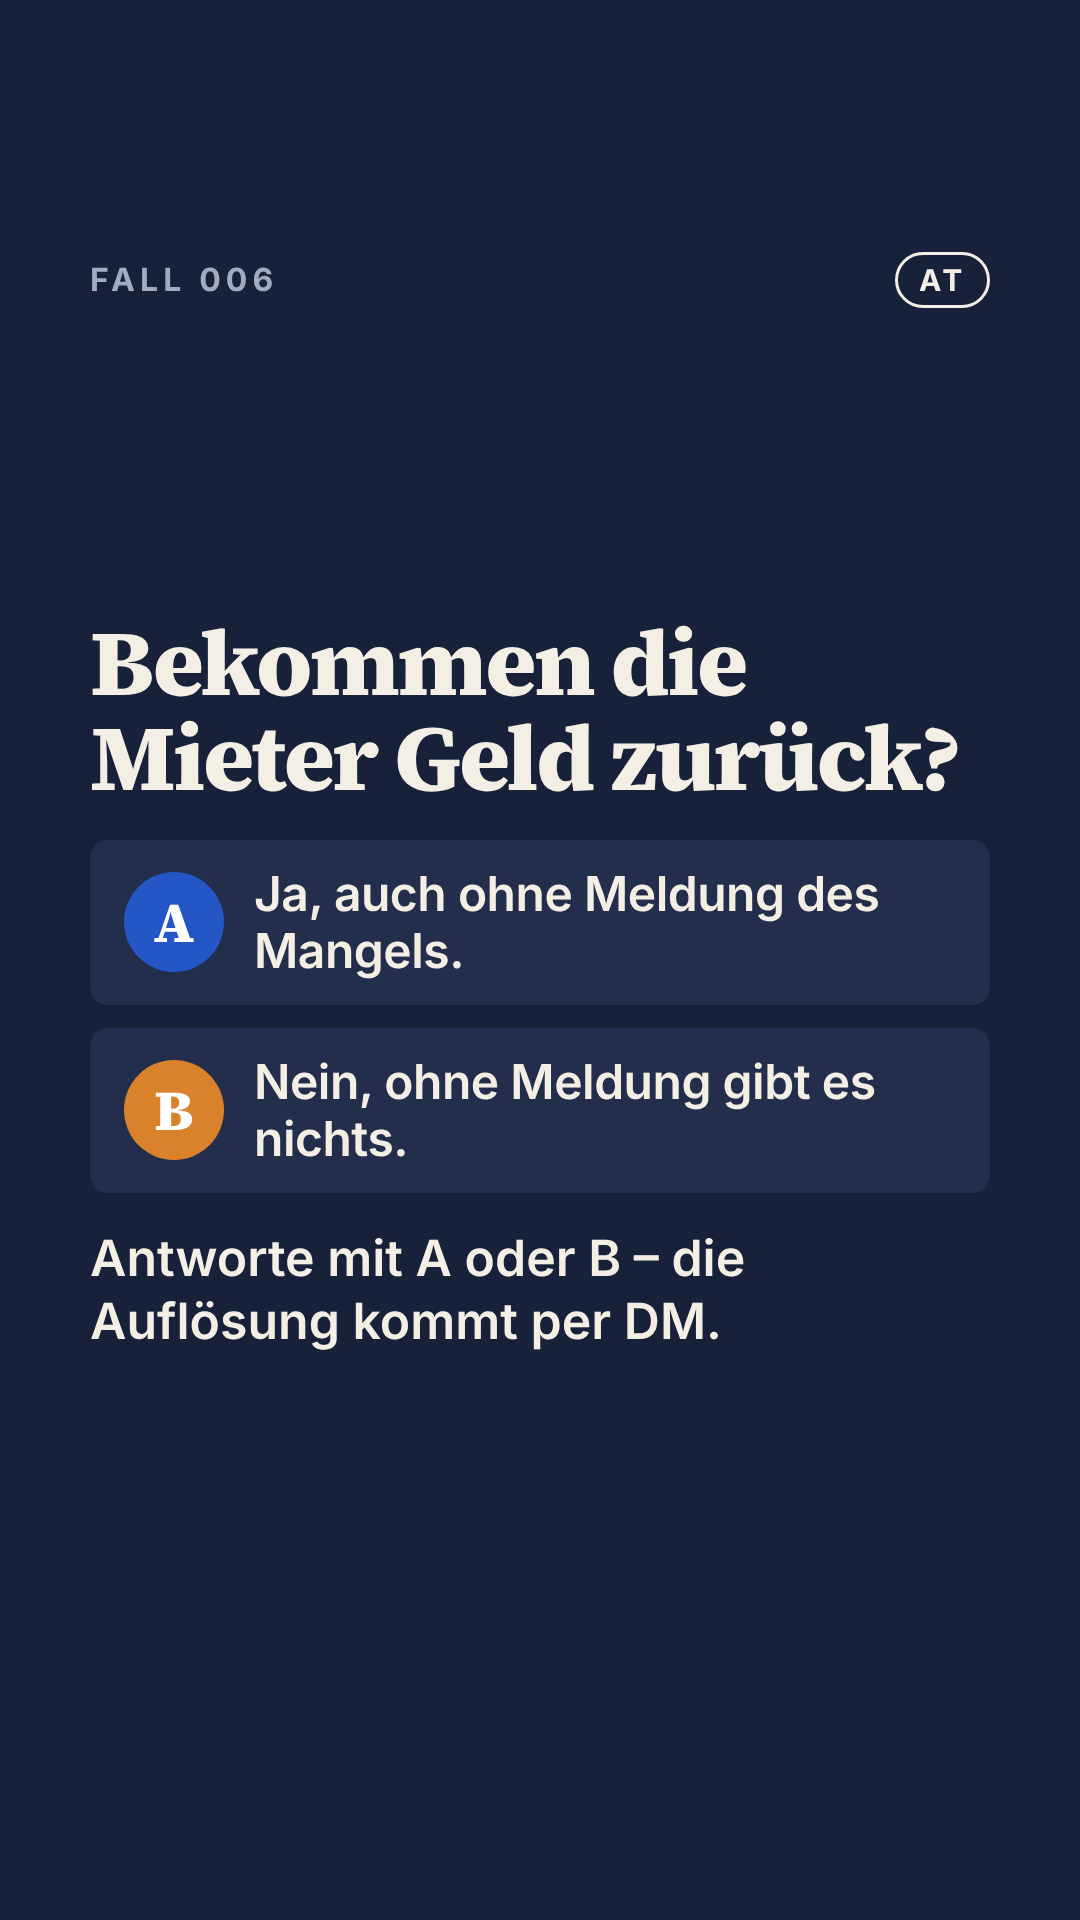 FALL 006
AT
Bekommen die
Mieter Geld zurück?
A
Ja, auch ohne Meldung des
Mangels.
B
Nein, ohne Meldung gibt es
nichts.
Antworte mit A oder B – die
Auflösung kommt per DM.